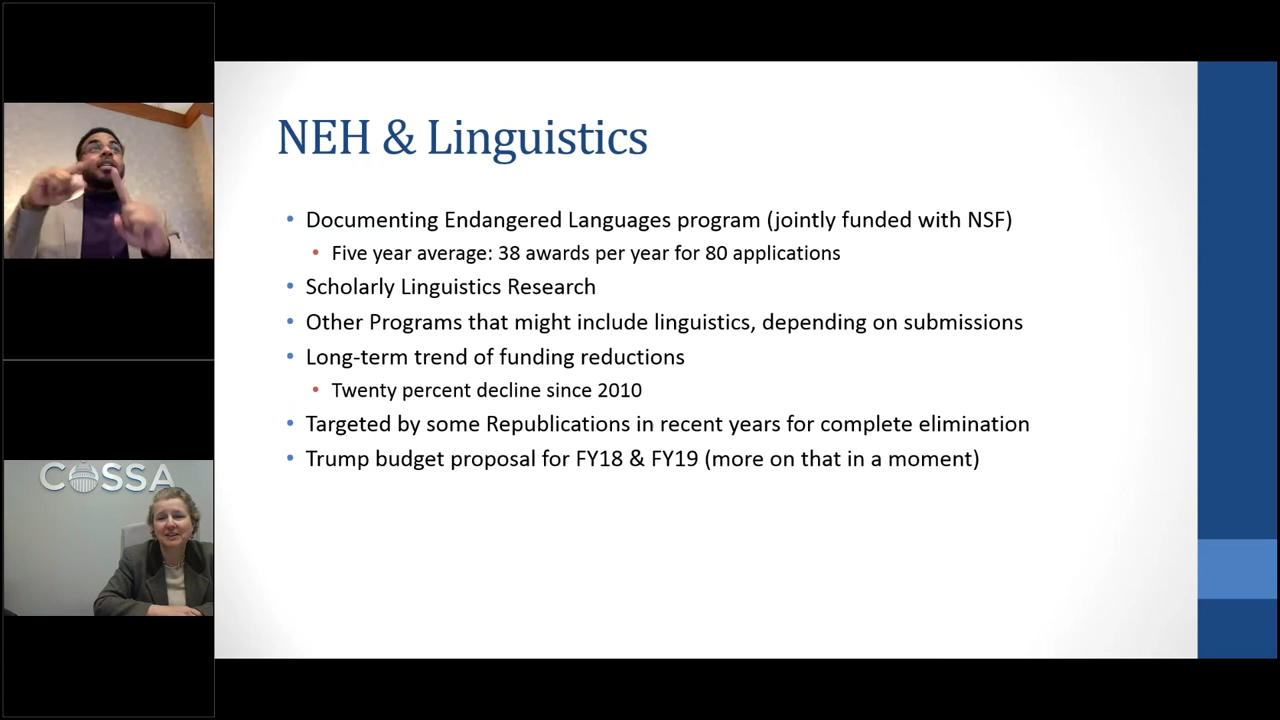 NEH & Linguistics
• Documenting Endangered Languages program (jointly funded with NSF)
• Five year average: 38 awards per year for 80 applications
• Scholarly Linguistics Research
• Other Programs that might include linguistics, depending on submissions
• Long-term trend of funding reductions
• Twenty percent decline since 2010
• Targeted by some Republications in recent years for complete elimination
• Trump budget proposal for FY18 & FY19 (more on that in a moment)
COSSA